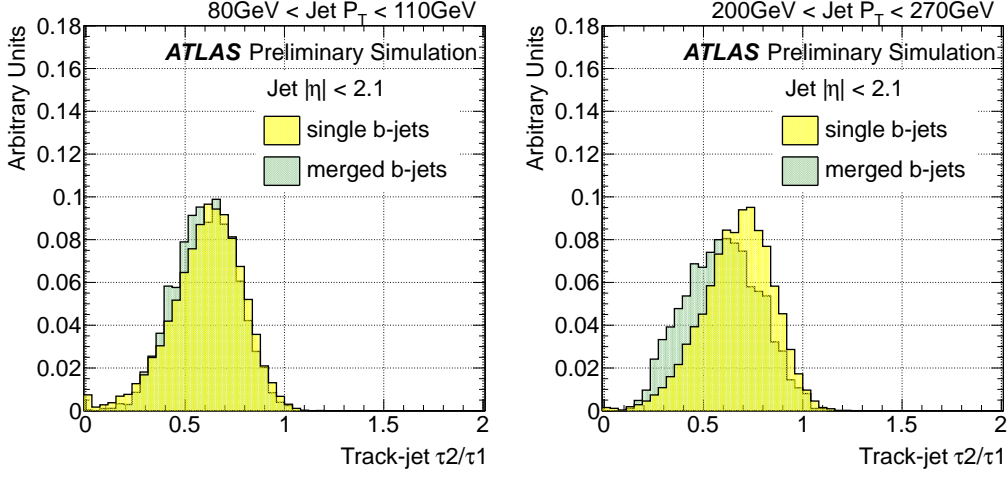 80GeV < Jet P_T < 110GeV
Arbitrary Units
0.18
0.16
0.14
0.12
0.1
0.08
0.06
0.04
0.02
0
ATLAS Preliminary Simulation
Jet |η| < 2.1
single b-jets
merged b-jets
0 0.5 1 1.5 2
Track-jet τ2/τ1
200GeV < Jet P_T < 270GeV
Arbitrary Units
0.18
0.16
0.14
0.12
0.1
0.08
0.06
0.04
0.02
0
ATLAS Preliminary Simulation
Jet |η| < 2.1
single b-jets
merged b-jets
0 0.5 1 1.5 2
Track-jet τ2/τ1